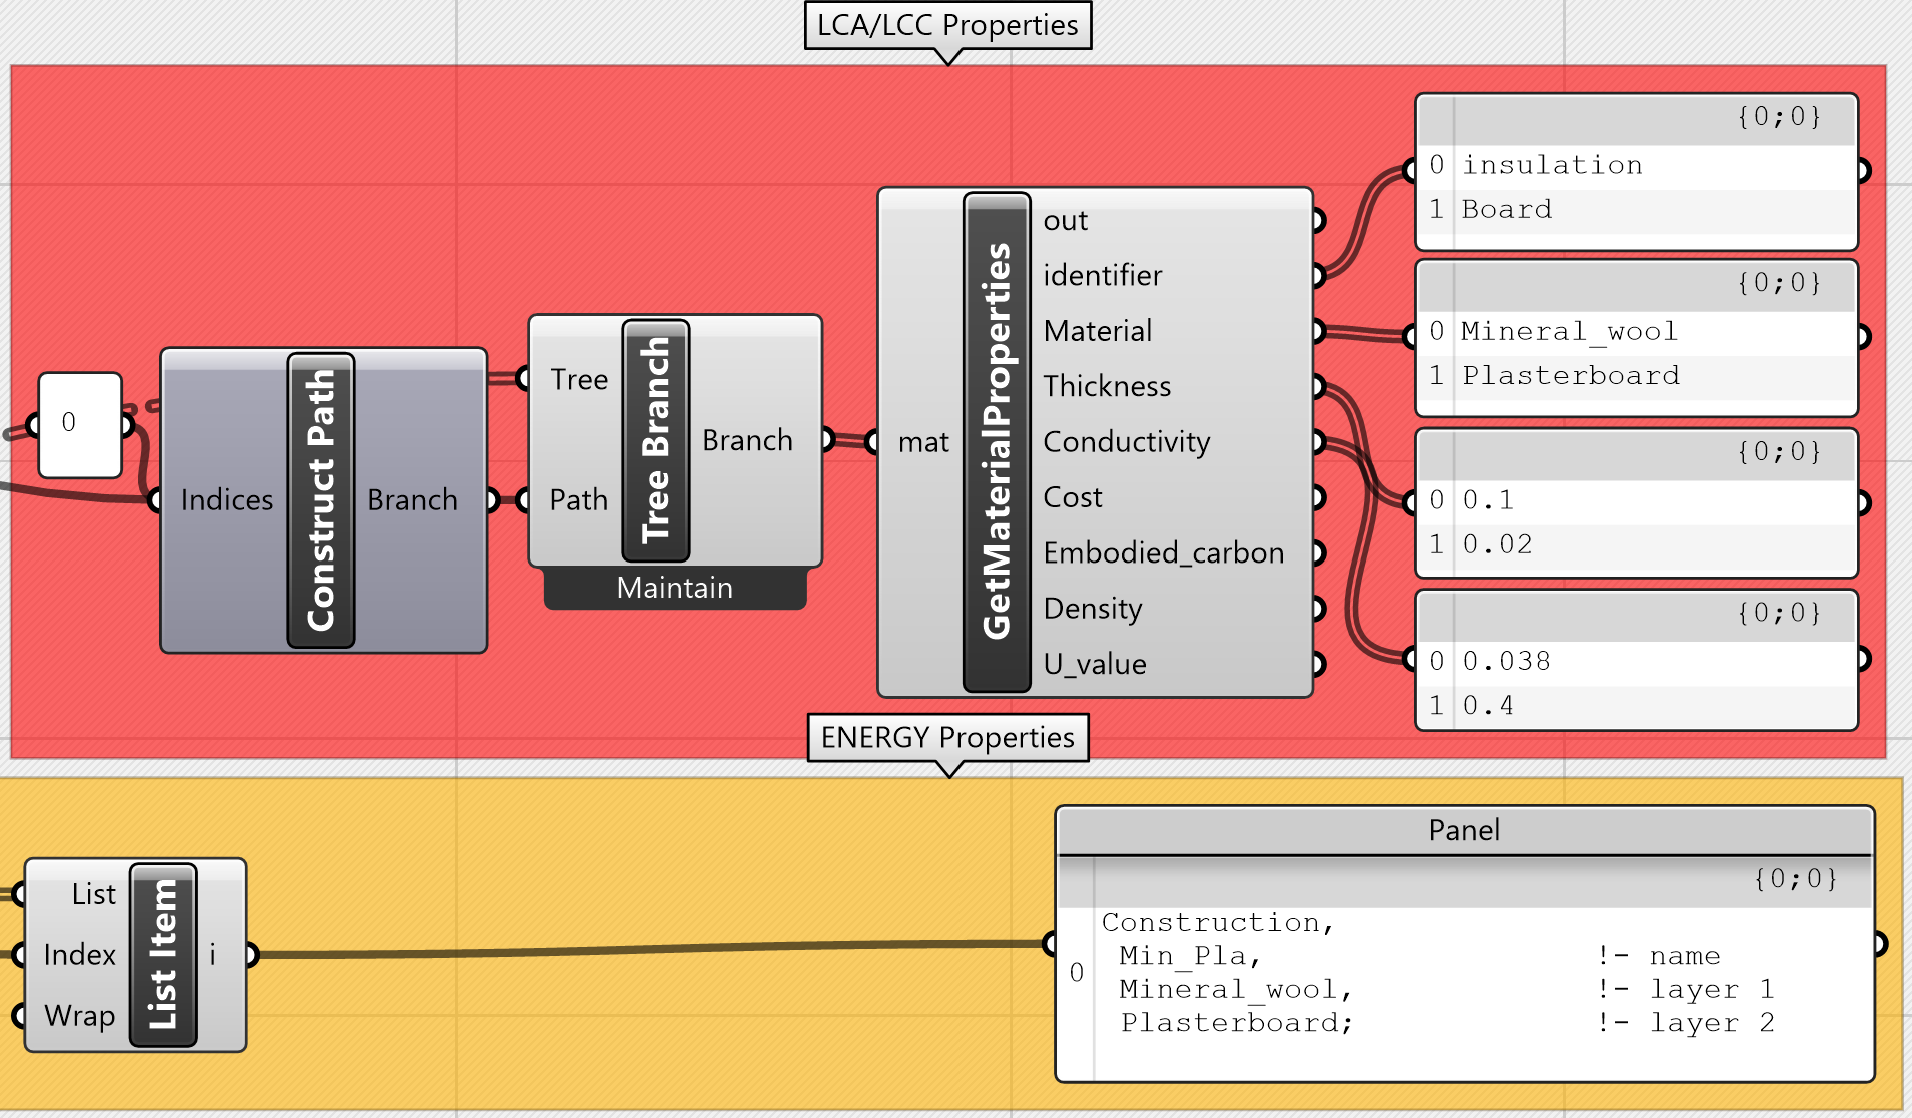 LCA/LCC Properties
{0;0}
0 insulation
1 Board
{0;0}
0 Mineral_wool
1 Plasterboard
{0;0}
0 0.1
1 0.02
{0;0}
0 0.038
1 0.4
0
Indices
Construct Path
Branch
Tree
Path
Tree Branch
Branch
Maintain
mat
GetMaterialProperties
out
identifier
Material
Thickness
Conductivity
Cost
Embodied_carbon
Density
U_value
ENERGY Properties
List
Index
Wrap
List Item
i
Panel
{0;0}
0
Construction,
Min_Pla, !- name
Mineral_wool, !- layer 1
Plasterboard; !- layer 2